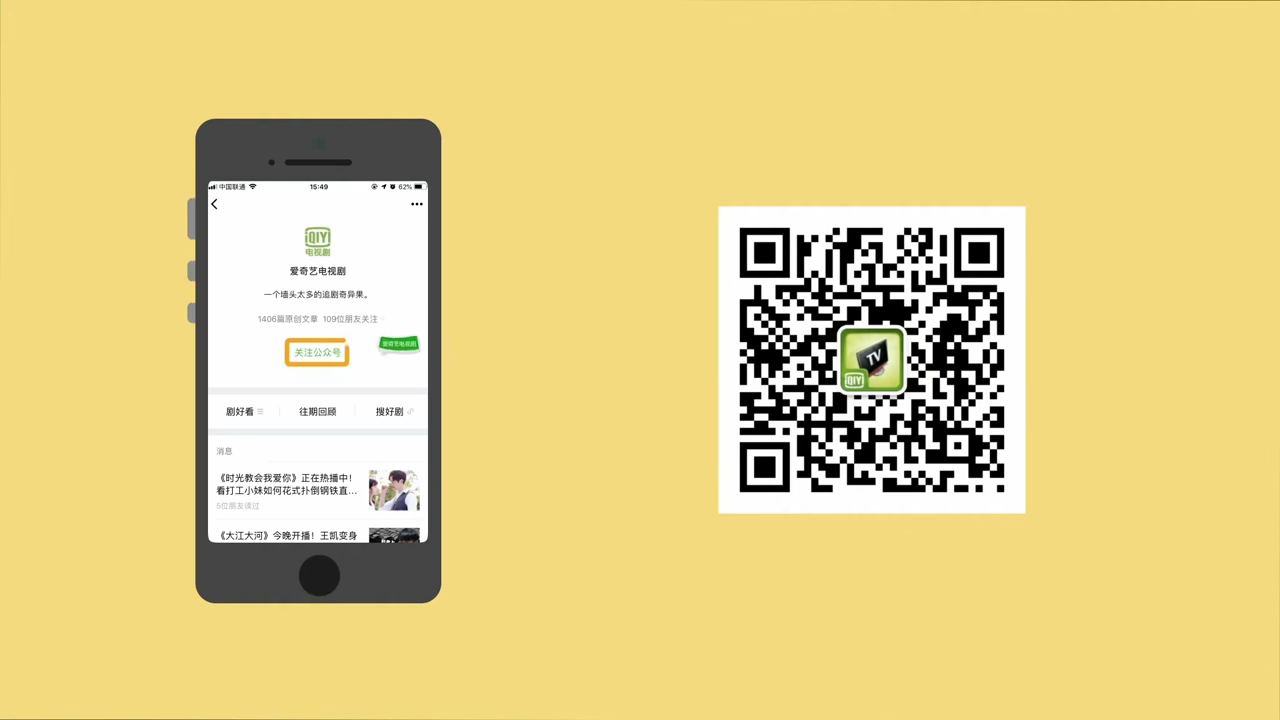 中国联通
15:49
62%
QIY
电视剧
爱奇艺电视剧
一个墙头太多的追剧奇异果。
1406篇原创文章 109位朋友关注
关注公众号
爱奇艺电视剧
剧好看
往期回顾
搜好剧
消息
《时光教会我爱你》正在热播中!
看打工小妹如何花式扑倒钢铁直...
5位朋友读过
《大江大河》今晚开播!王凯变身
TV
QIY